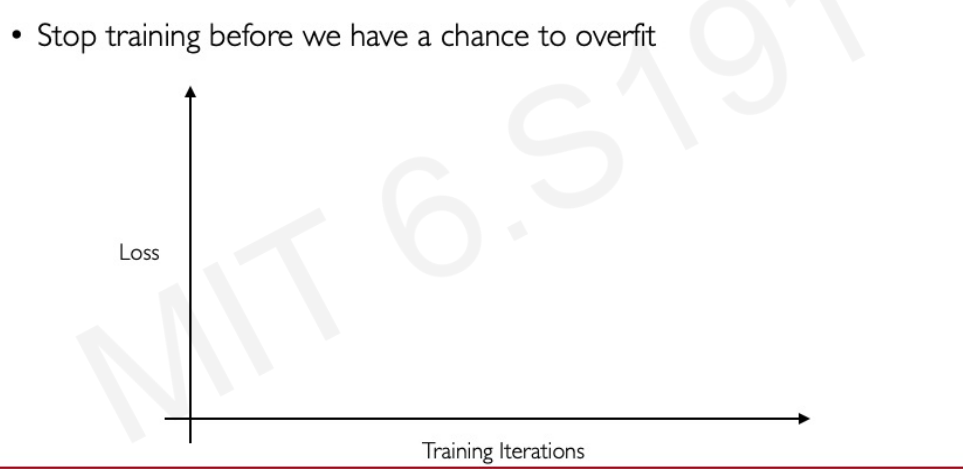 • Stop training before we have a chance to overfit
MIT 6.S191
Loss
Training Iterations